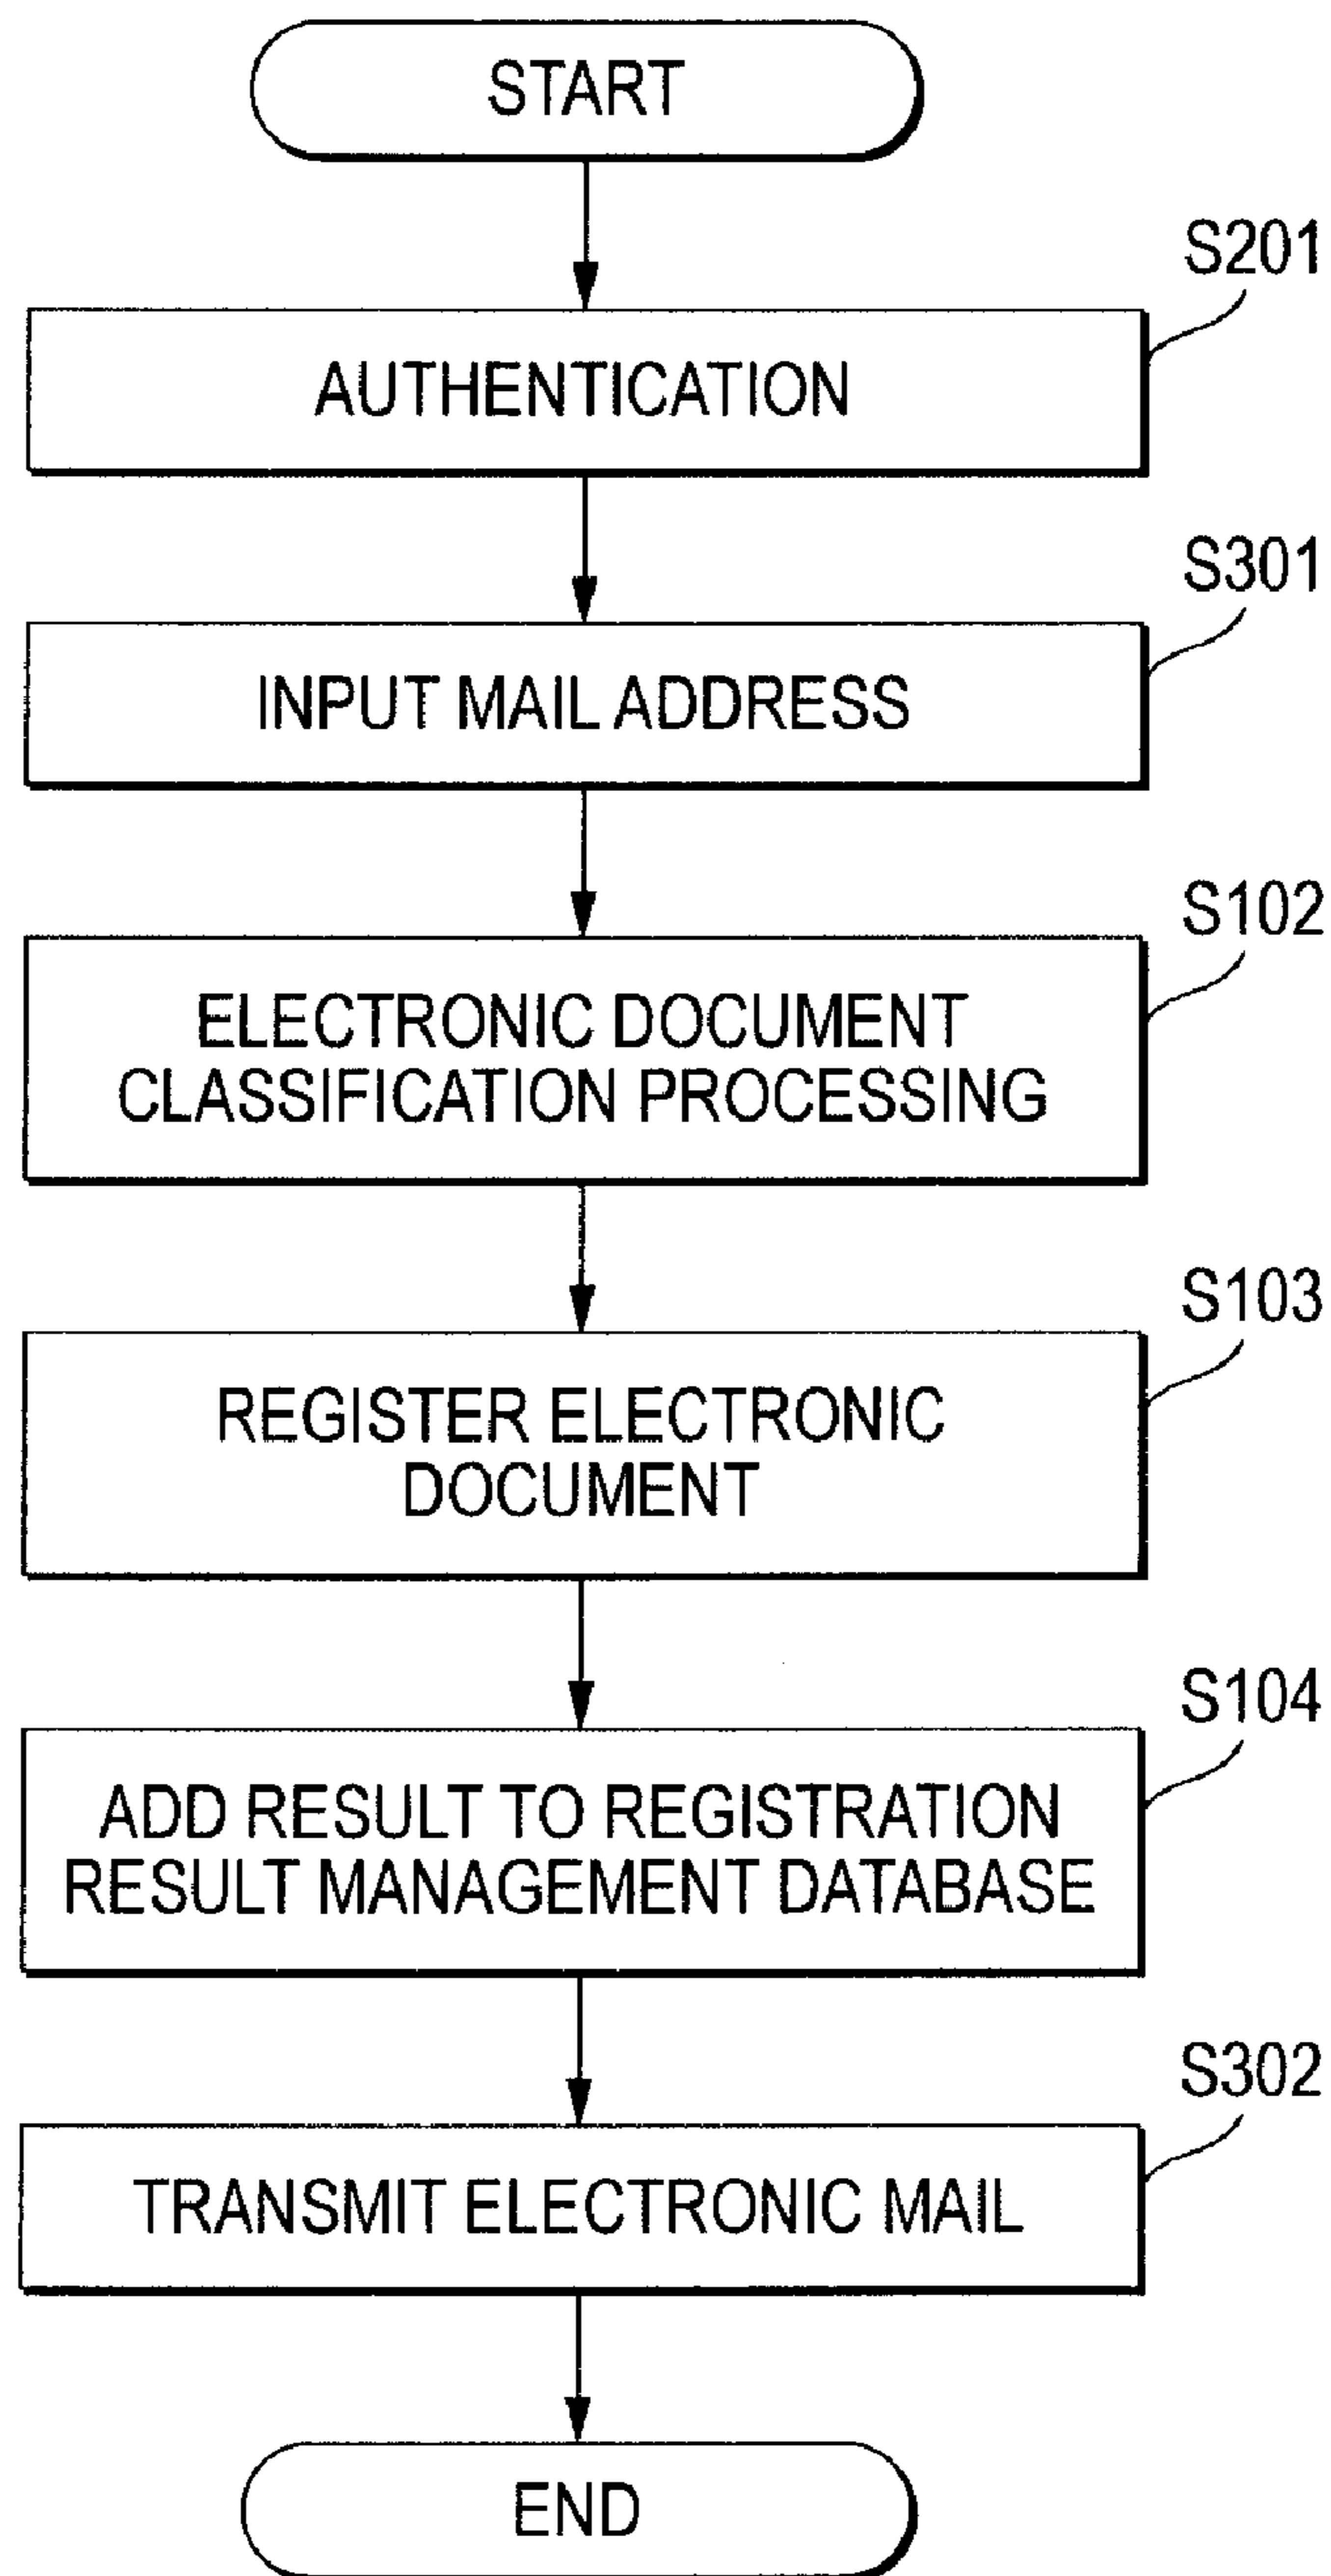 START
S201
AUTHENTICATION
S301
INPUT MAIL ADDRESS
S102
ELECTRONIC DOCUMENT
CLASSIFICATION PROCESSING
S103
REGISTER ELECTRONIC
DOCUMENT
S104
ADD RESULT TO REGISTRATION
RESULT MANAGEMENT DATABASE
S302
TRANSMIT ELECTRONIC MAIL
END